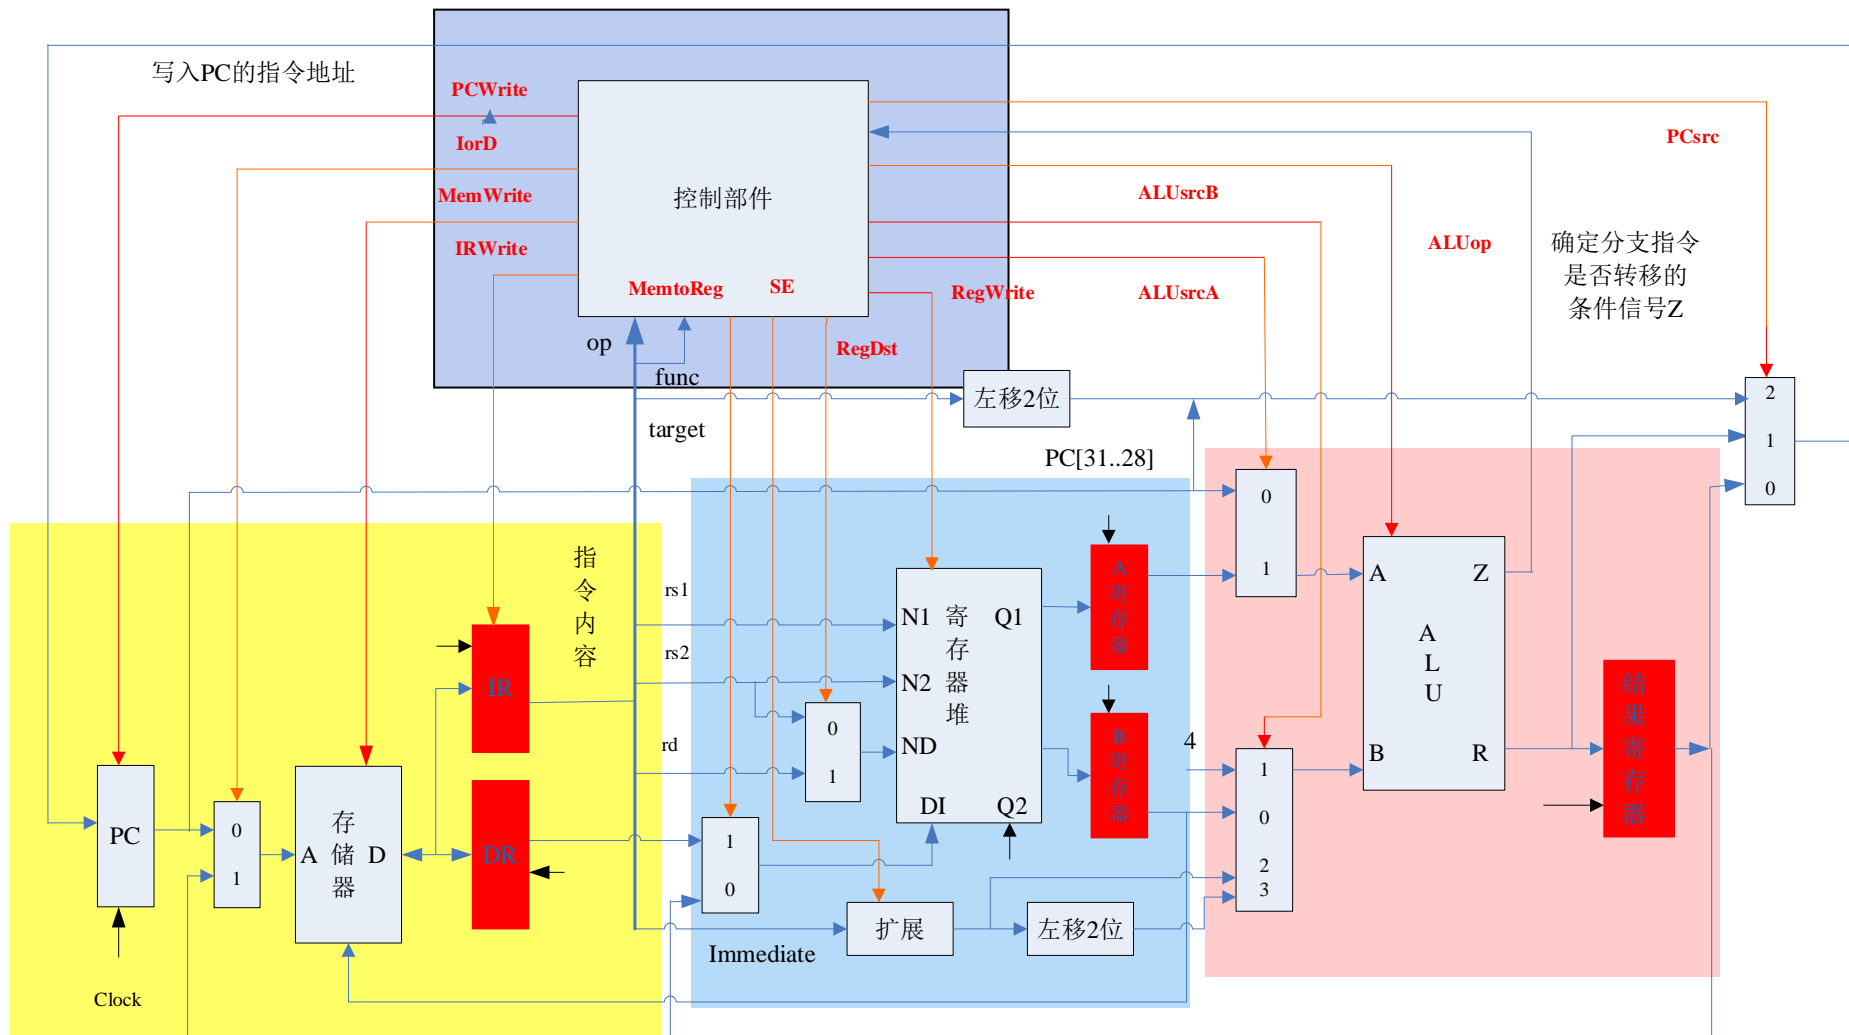 写入PC的指令地址
PCWrite
IorD
MemWrite
IRWrite
控制部件
MemtoReg
SE
RegWrite
RegDst
op
func
target
左移2位
PC[31..28]
ALUsrcB
ALUsrcA
ALUop
PCsrc
确定分支指令
是否转移的
条件信号Z
2
1
0
指令内容
rs1
rs2
rd
IR
DR
PC
0
1
A
存储器
D
Clock
0
1
1
0
N1
N2
ND
DI
寄存器堆
Q1
Q2
A暂存器
B暂存器
扩展
左移2位
Immediate
4
0
1
1
0
2
3
A
B
ALU
Z
R
结果寄存器